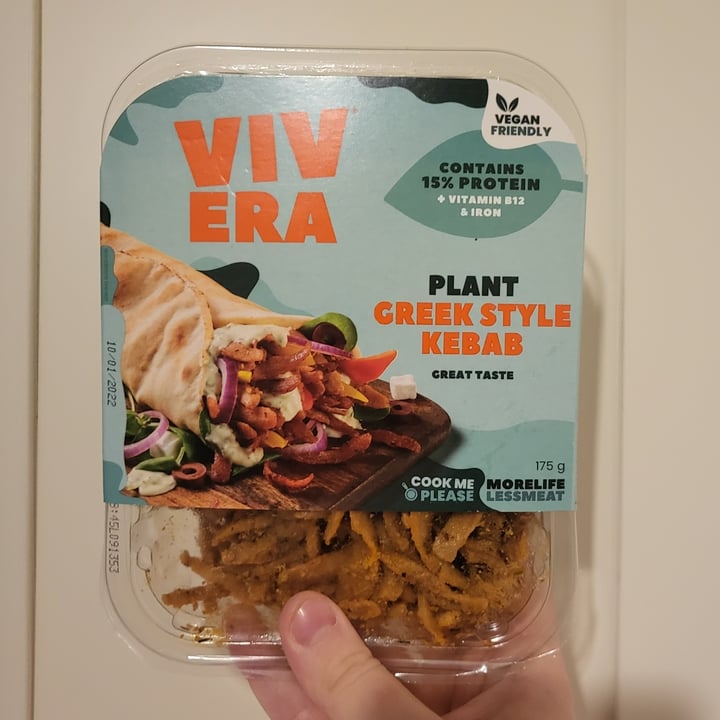 VIV
ERA
VEGAN
FRIENDLY
CONTAINS
15% PROTEIN
+ VITAMIN B12
& IRON
PLANT
GREEK STYLE
KEBAB
GREAT TASTE
10/01/2022
175 g
COOK ME
PLEASE
MORELIFE
LESSMEAT
:45L091353